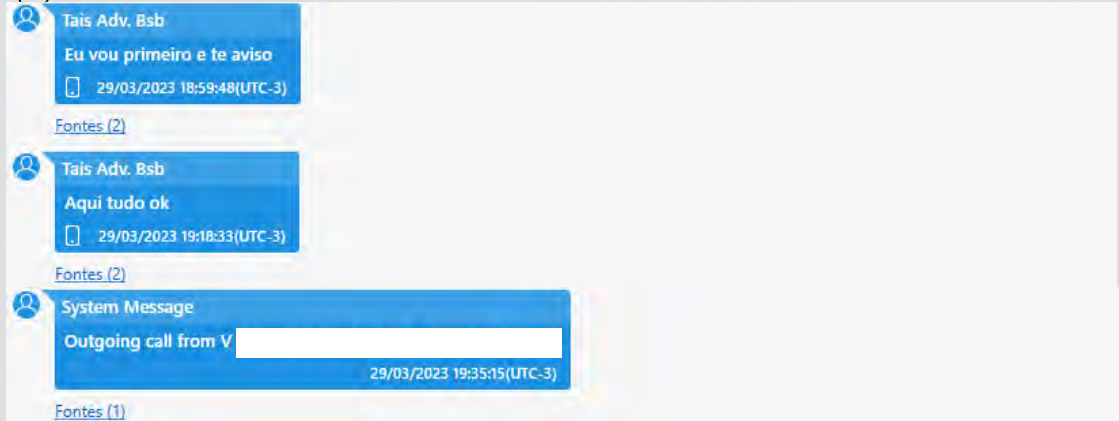 Tais Adv. Bsb
Eu vou primeiro e te aviso
29/03/2023 18:59:48(UTC-3)
Fontes (2)
Tais Adv. Bsb
Aqui tudo ok
29/03/2023 19:18:33(UTC-3)
Fontes (2)
System Message
Outgoing call from V
29/03/2023 19:35:15(UTC-3)
Fontes (1)